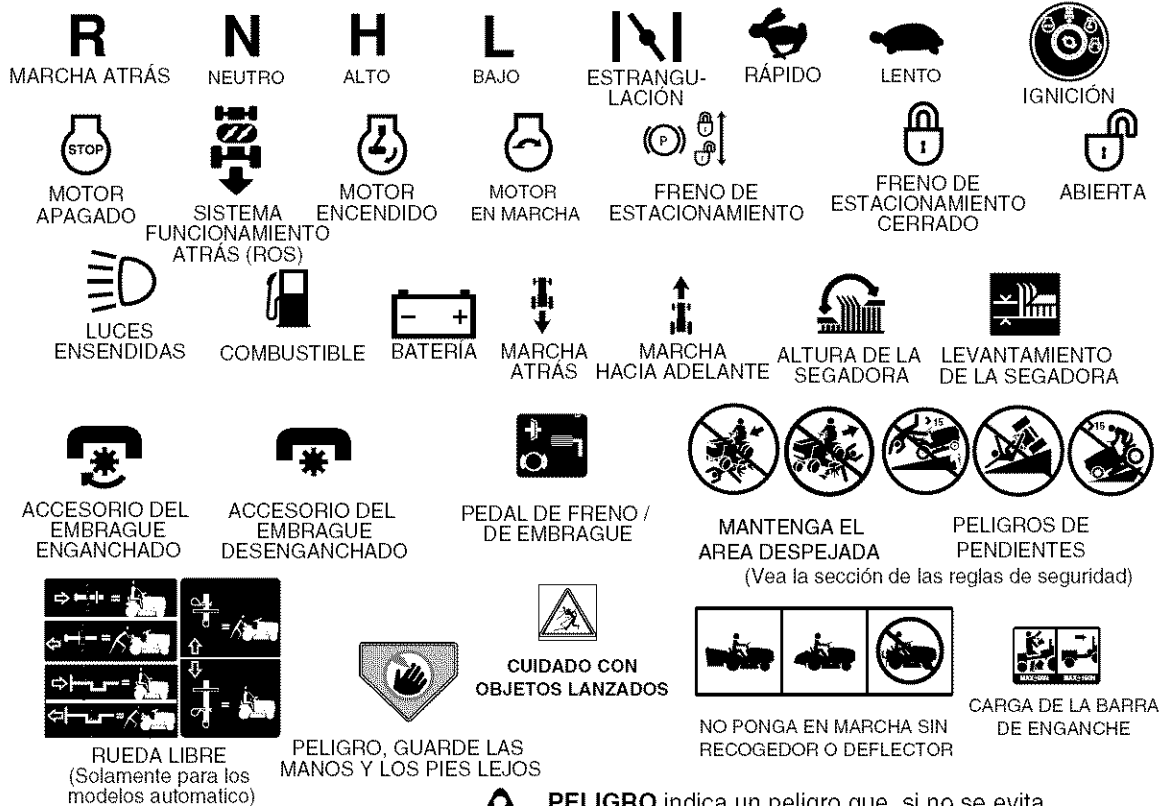 R
N
H
L
MARCHA ATRÁS
NEUTRO
ALTO
BAJO
ESTRANGU-
LACIÓN
RÁPIDO
LENTO
IGNICIÓN
STOP
P
MOTOR
APAGADO
SISTEMA
FUNCIONAMIENTO
ATRÁS (ROS)
MOTOR
ENCENDIDO
MOTOR
EN MARCHA
FRENO DE
ESTACIONAMIENTO
FRENO DE
ESTACIONAMIENTO
CERRADO
ABIERTA
LUCES
ENSENDIDAS
COMBUSTIBLE
BATERÍA
MARCHA
ATRÁS
MARCHA
HACIA ADELANTE
ALTURA DE LA
SEGADORA
LEVANTAMIENTO
DE LA SEGADORA
15
15
ACCESORIO DEL
EMBRAGUE
ENGANCHADO
ACCESORIO DEL
EMBRAGUE
DESENGANCHADO
PEDAL DE FRENO /
DE EMBRAGUE
MANTENGA EL
AREA DESPEJADA
PELIGROS DE
PENDIENTES
(Vea la sección de las reglas de seguridad)
RUEDA LIBRE
(Solamente para los
modelos automatico)
PELIGRO, GUARDE LAS
MANOS Y LOS PIES LEJOS
CUIDADO CON
OBJETOS LANZADOS
NO PONGA EN MARCHA SIN
RECOGEDOR O DEFLECTOR
CARGA DE LA BARRA
DE ENGANCHE
PELIGRO indica un peligro que, si no se evita